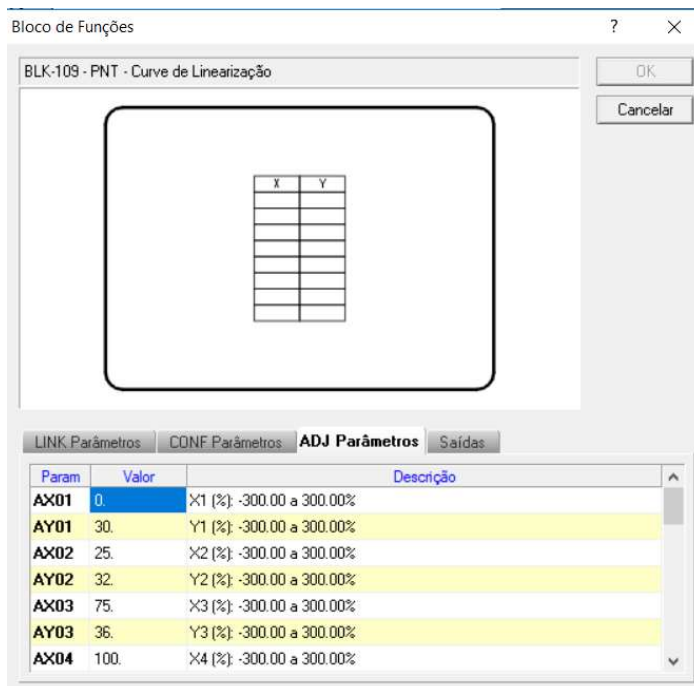 Bloco de Funções ? ×
BLK-109 - PNT - Curve de Linearização
OK
Cancelar
X Y
LINK Parâmetros CONF Parâmetros ADJ Parâmetros Saídas
Param Valor Descrição
AX01 0. X1 (%): -300.00 a 300.00%
AY01 30. Y1 (%): -300.00 a 300.00%
AX02 25. X2 (%): -300.00 a 300.00%
AY02 32. Y2 (%): -300.00 a 300.00%
AX03 75. X3 (%): -300.00 a 300.00%
AY03 36. Y3 (%): -300.00 a 300.00%
AX04 100. X4 (%): -300.00 a 300.00%